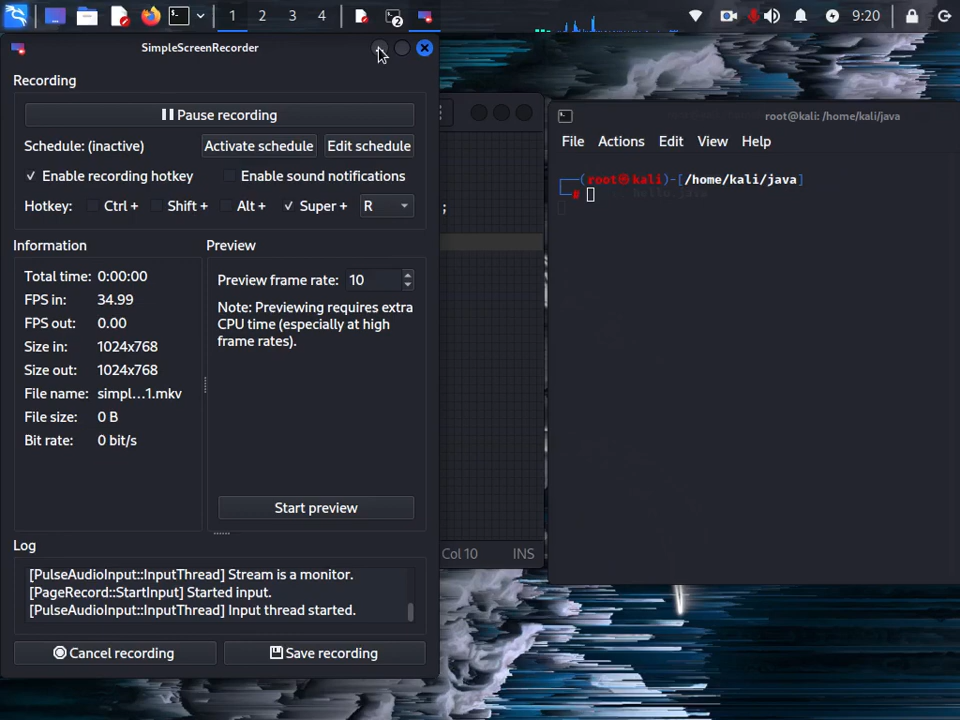 1 2 3 4
2
9:20
SimpleScreenRecorder
Recording
Pause recording
Schedule: (inactive) Activate schedule Edit schedule
Enable recording hotkey Enable sound notifications
Hotkey: Ctrl + Shift + Alt + Super + R
Information
Total time: 0:00:00
FPS in: 34.99
FPS out: 0.00
Size in: 1024x768
Size out: 1024x768
File name: simpl...1.mkv
File size: 0 B
Bit rate: 0 bit/s
Preview
Preview frame rate: 10
Note: Previewing requires extra
CPU time (especially at high
frame rates).
Start preview
Log
[PulseAudioInput::InputThread] Stream is a monitor.
[PageRecord::StartInput] Started input.
[PulseAudioInput::InputThread] Input thread started.
Cancel recording Save recording
;
Col 10 INS
root@kali: /home/kali/java
File Actions Edit View Help
┌──(root㉿kali)-[/home/kali/java]
└─#
hello.java